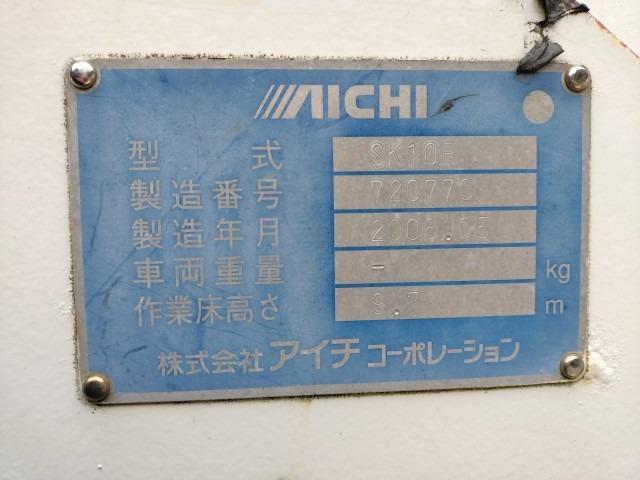 AICHI
型式 SK10B
製造番号 720770
製造年月 2006.05
車両重量 - kg
作業床高さ 9.7 m
株式会社 アイチ コーポレーション